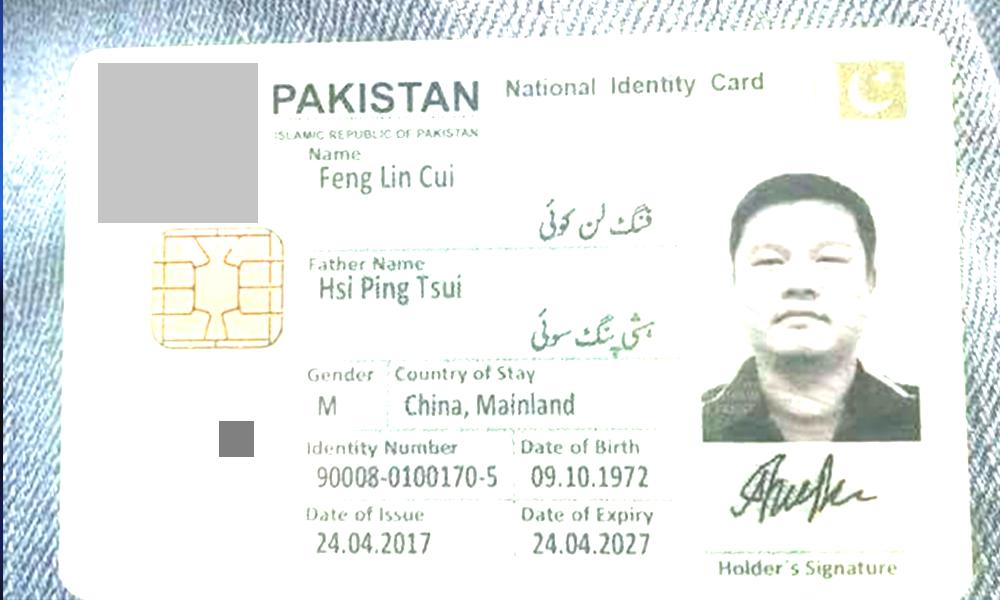 PAKISTAN National Identity Card
ISLAMIC REPUBLIC OF PAKISTAN
Name
Feng Lin Cui
فنگ لن کوئی
Father Name
Hsi Ping Tsui
ہشی پنگ سوئی
Gender Country of Stay
M China, Mainland
Identity Number Date of Birth
90008-0100170-5 09.10.1972
Date of Issue Date of Expiry
24.04.2017 24.04.2027
Holder's Signature